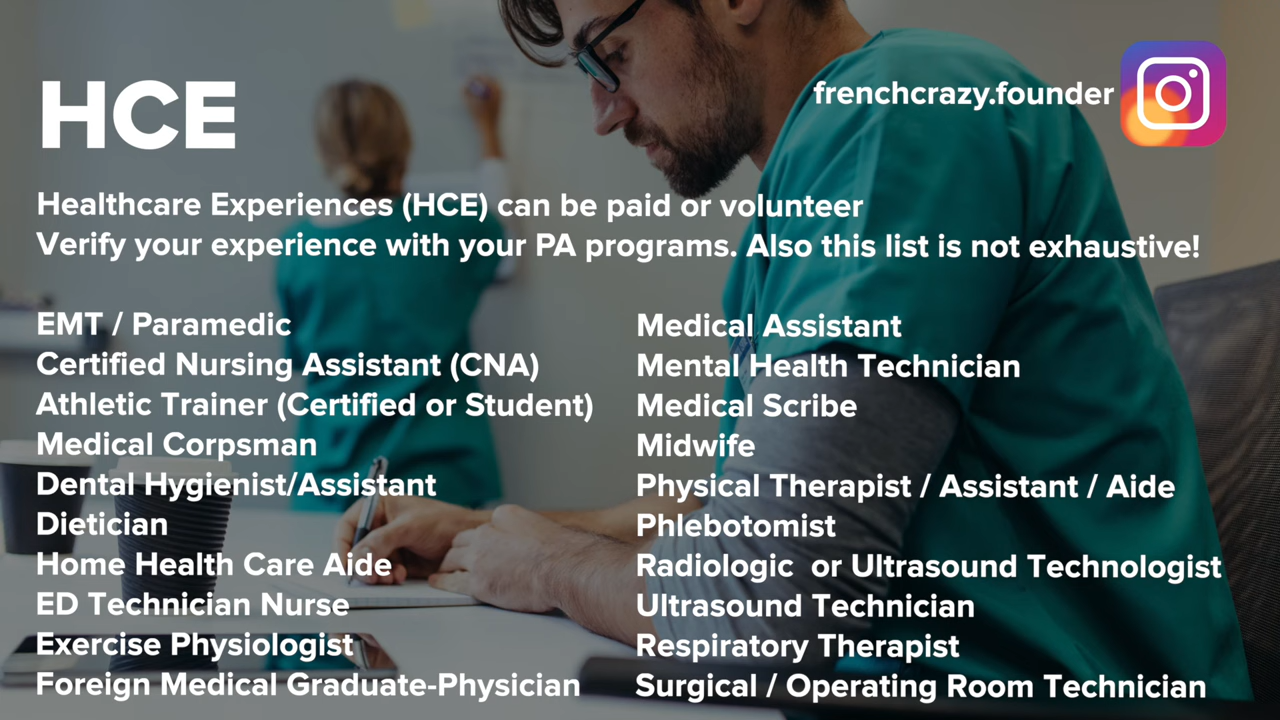 HCE
frenchcrazy.founder
Healthcare Experiences (HCE) can be paid or volunteer
Verify your experience with your PA programs. Also this list is not exhaustive!
EMT / Paramedic
Certified Nursing Assistant (CNA)
Athletic Trainer (Certified or Student)
Medical Corpsman
Dental Hygienist/Assistant
Dietician
Home Health Care Aide
ED Technician Nurse
Exercise Physiologist
Foreign Medical Graduate-Physician
Medical Assistant
Mental Health Technician
Medical Scribe
Midwife
Physical Therapist / Assistant / Aide
Phlebotomist
Radiologic  or Ultrasound Technologist
Ultrasound Technician
Respiratory Therapist
Surgical / Operating Room Technician